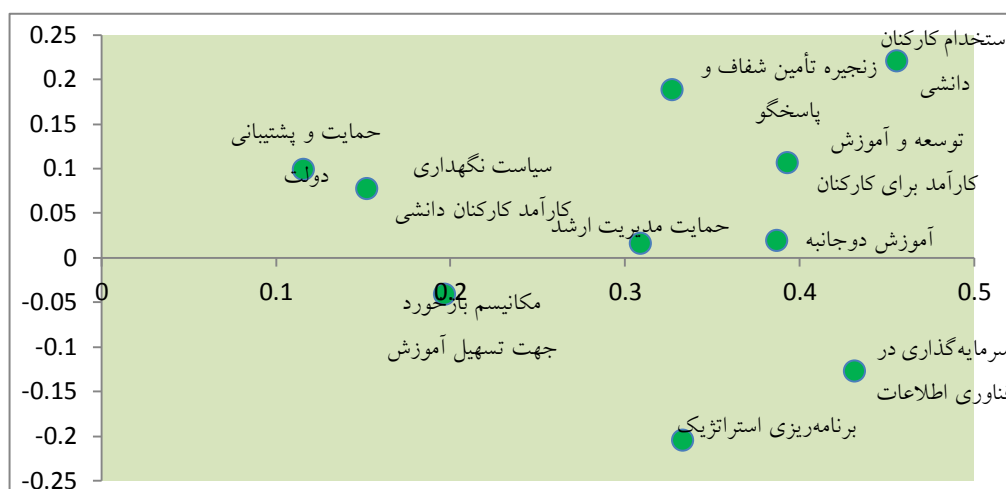 0.25
0.2
0.15
0.1
0.05
0
-0.05
-0.1
-0.15
-0.2
-0.25
0
0.1
0.2
0.3
0.4
0.5
ستخدام کارکنان
دانشی
زنجیره تأمین شفاف و
پاسخگو
توسعه و آموزش
کارآمد برای کارکنان
حمایت و پشتیبانی
دولت
سیاست نگهداری
کارآمد کارکنان دانشی
حمایت مدیریت ارشد
آموزش دوجانبه
مکانیسم بازخورد
جهت تسهیل آموزش
سرمایه‌گذاری در
فناوری اطلاعات
برنامه‌ریزی استراتژیک